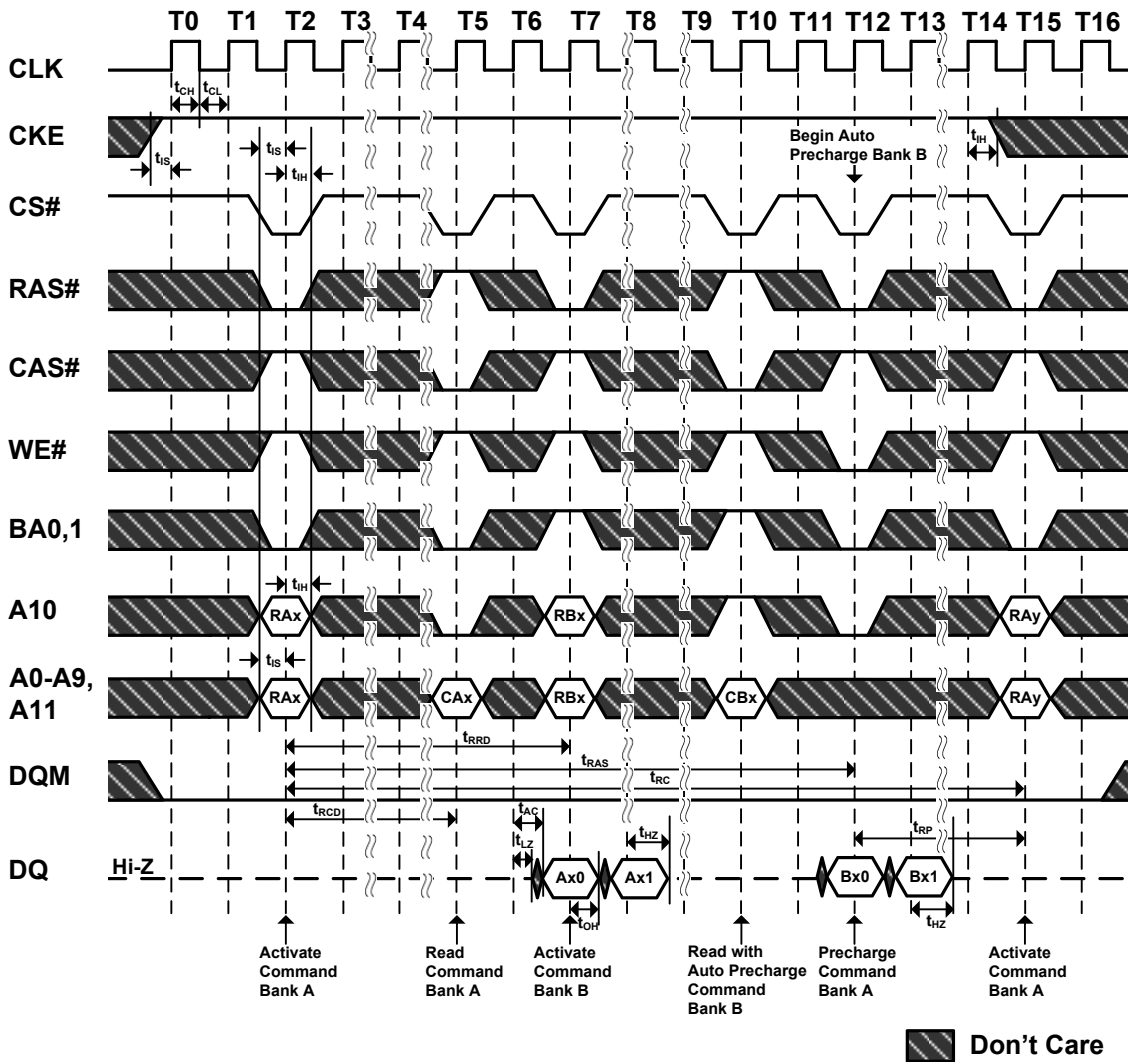 T0 T1 T2 T3 T4 T5 T6 T7 T8 T9 T10 T11 T12 T13 T14 T15 T16
CLK
tCH tCL
CKE
tIS
tIS
tIH
Begin Auto
Precharge Bank B
tIH
CS#
RAS#
CAS#
WE#
BA0,1
tIH
A10
RAx RBx RAy
tIS
A0-A9,
A11
RAx CAx RBx CBx RAy
tRRD
tRAS
tRC
DQM
tRCD
tAC
tLZ
tHZ
tRP
DQ
Hi-Z
Ax0 Ax1 Bx0 Bx1
tOH
tHZ
Activate
Command
Bank A
Read
Command
Bank A
Activate
Command
Bank B
Read with
Auto Precharge
Command
Bank B
Precharge
Command
Bank A
Activate
Command
Bank A
Don't Care